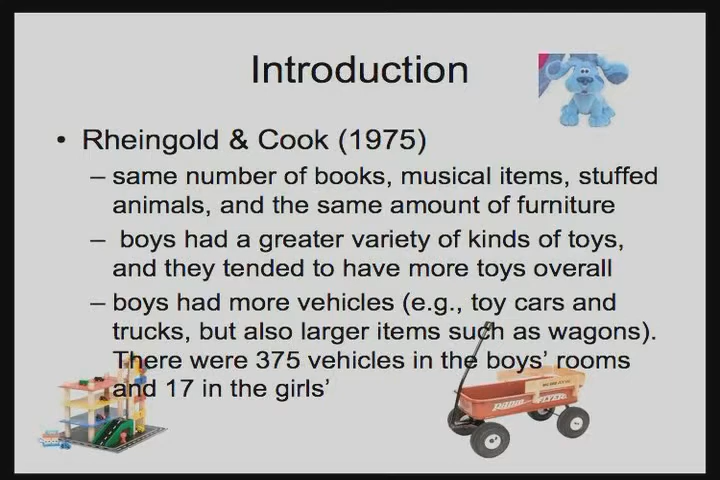 Introduction
• Rheingold & Cook (1975)
– same number of books, musical items, stuffed
animals, and the same amount of furniture
– boys had a greater variety of kinds of toys,
and they tended to have more toys overall
– boys had more vehicles (e.g., toy cars and
trucks, but also larger items such as wagons).
There were 375 vehicles in the boys’ rooms
and 17 in the girls’
RADIO FLYER